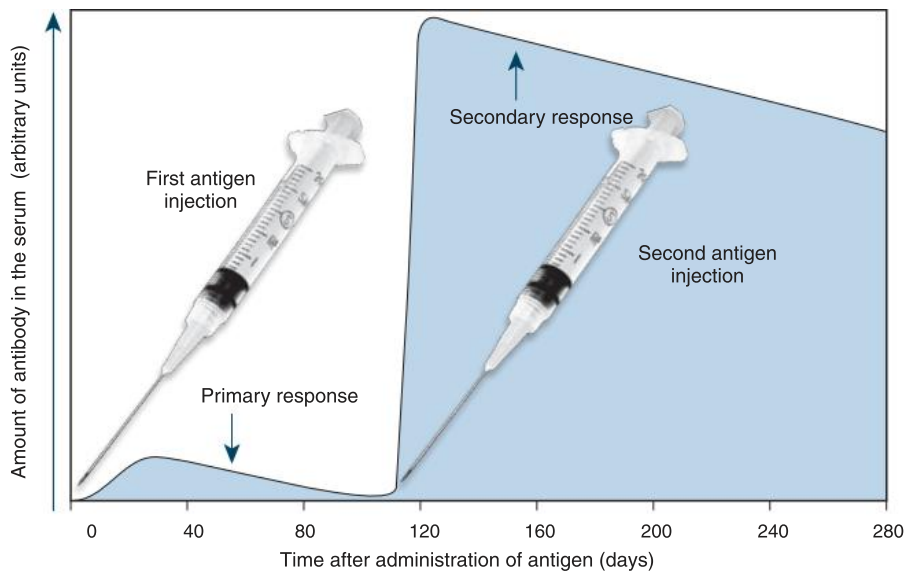 Amount of antibody in the serum (arbitrary units)
Secondary response
First antigen
injection
Second antigen
injection
Primary response
0 40 80 120 160 200 240 280
Time after administration of antigen (days)